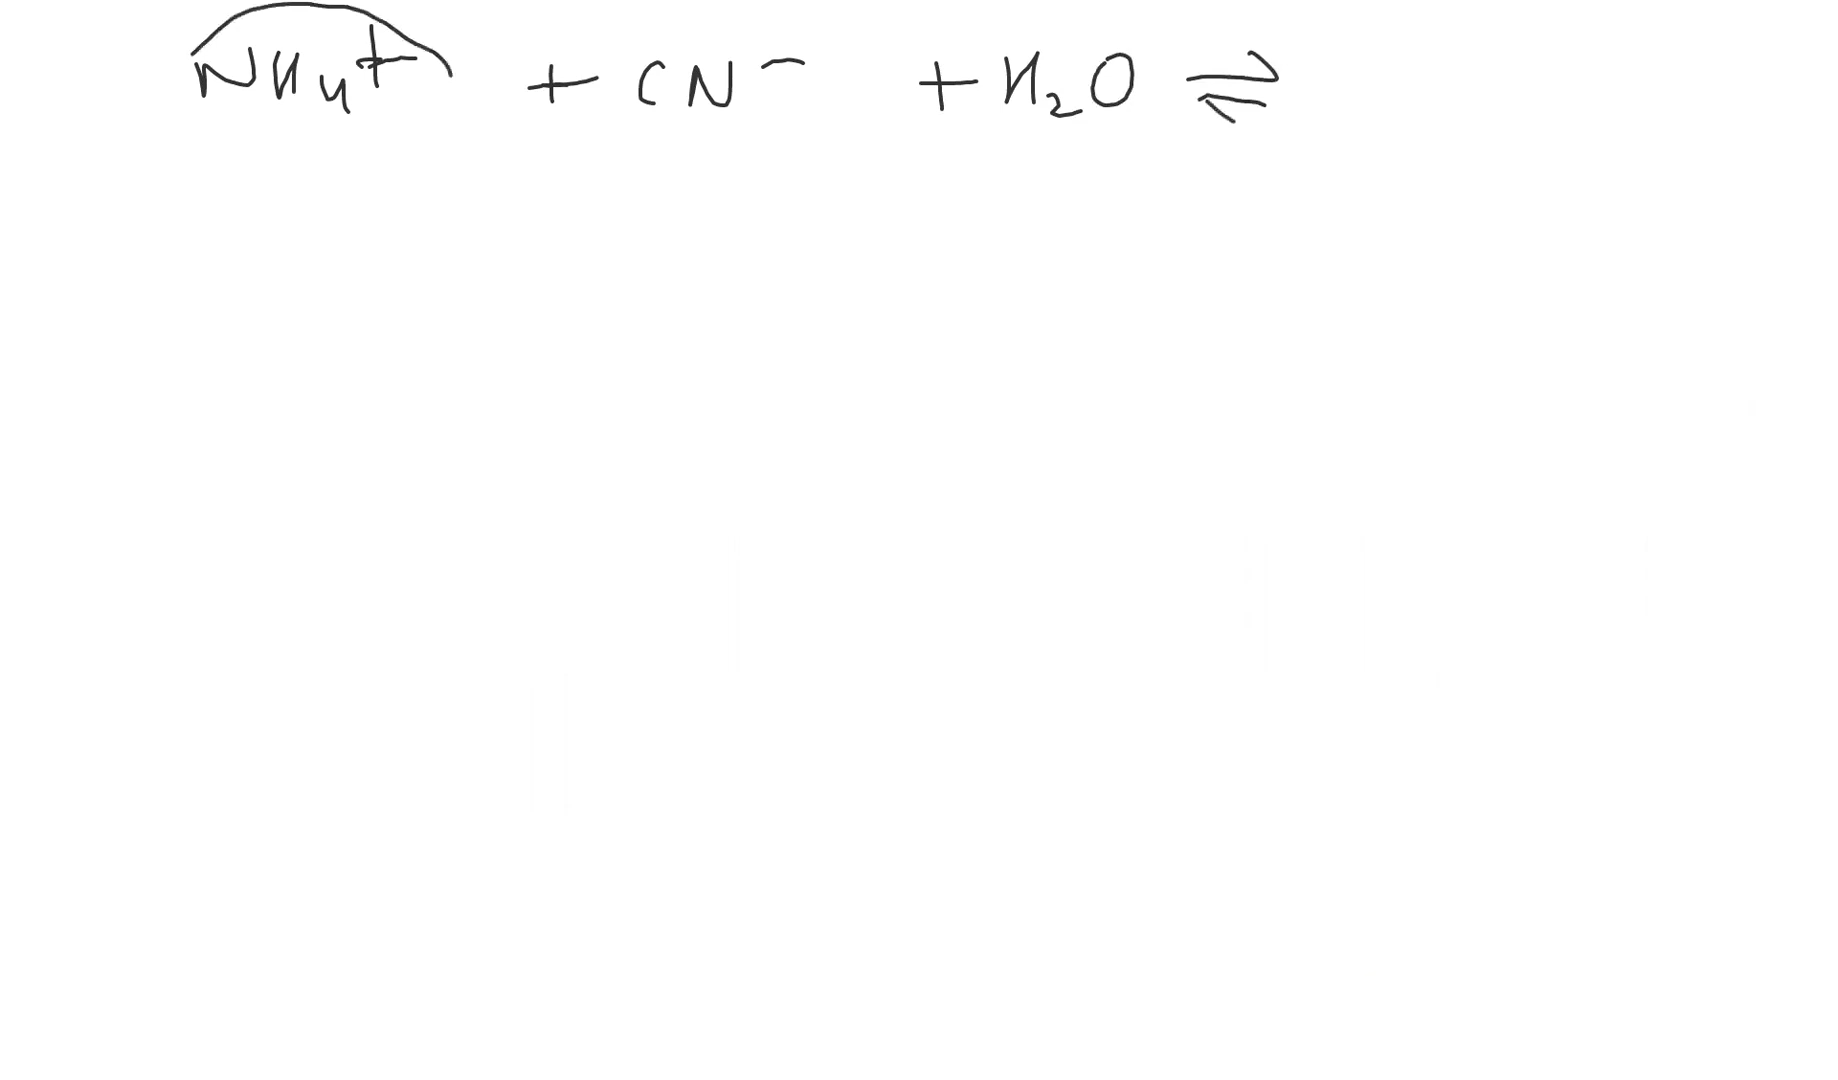 NH₄⁺ + CN⁻ + H₂O ⇌